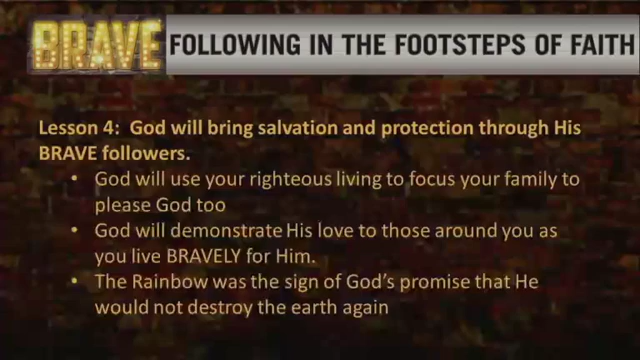 BRAVE FOLLOWING IN THE FOOTSTEPS OF FAITH
Lesson 4: God will bring salvation and protection through His
BRAVE followers.
• God will use your righteous living to focus your family to
please God too
• God will demonstrate His love to those around you as
you live BRAVELY for Him.
• The Rainbow was the sign of God's promise that He
would not destroy the earth again